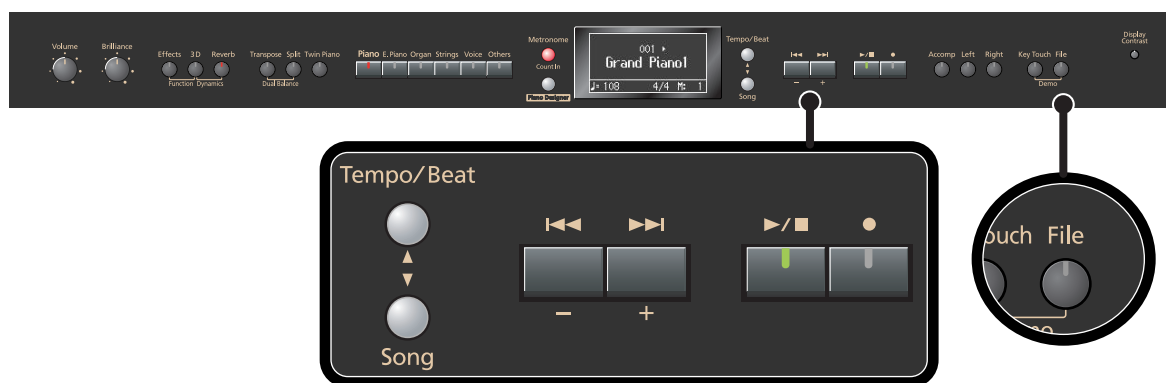 Volume
Brilliance
Effects 3D Reverb
Function Dynamics
Transpose Split Twin Piano
Dual Balance
Piano E. Piano Organ Strings Voice Others
Metronome
Count In
Piano Designer
001
Grand Piano1
♩= 108 4/4 M: 1
Tempo/Beat
Song
− +
Accomp Left Right
Key Touch File
Demo
Display
Contrast
Tempo/Beat
Song
− +
ouch File
mo